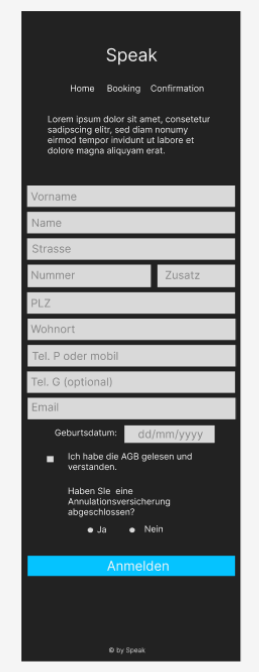 Speak
Home Booking Confirmation
Lorem ipsum dolor sit amet, consetetur
sadipscing elitr, sed diam nonumy
eirmod tempor invidunt ut labore et
dolore magna aliquyam erat.
Vorname
Name
Strasse
Nummer Zusatz
PLZ
Wohnort
Tel. P oder mobil
Tel. G (optional)
Email
Geburtsdatum: dd/mm/yyyy
Ich habe die AGB gelesen und
verstanden.
Haben SIe eine
Annulationsversicherung
abgeschlossen?
Ja Nein
Anmelden
© by Speak